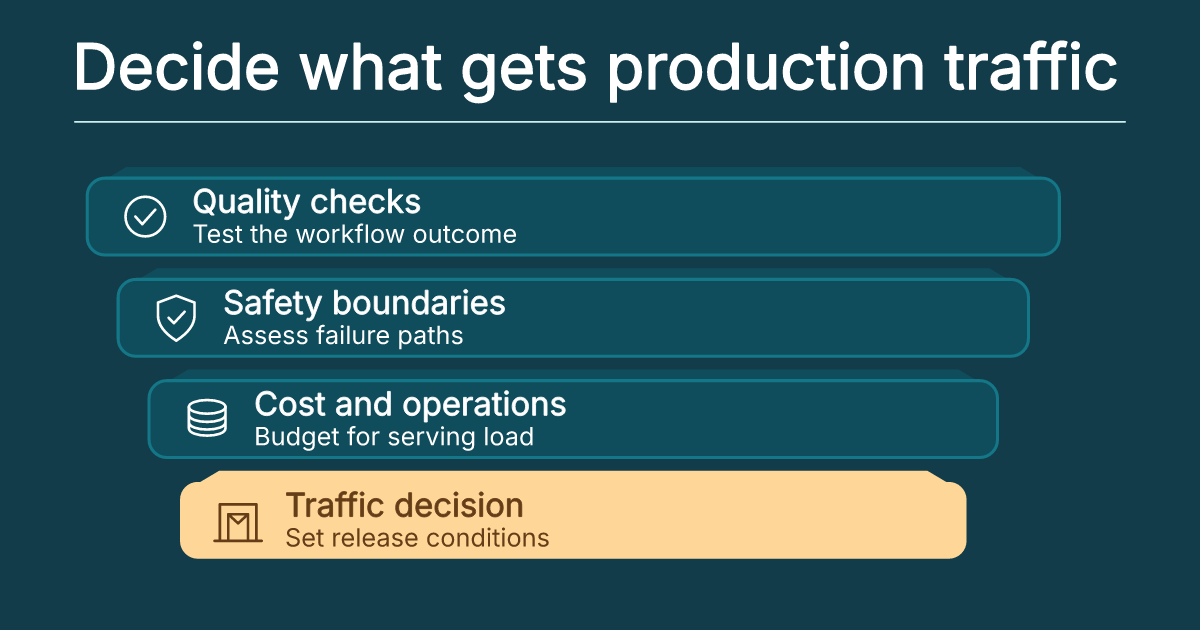 Decide what gets production traffic
Quality checks
Test the workflow outcome
Safety boundaries
Assess failure paths
Cost and operations
Budget for serving load
Traffic decision
Set release conditions